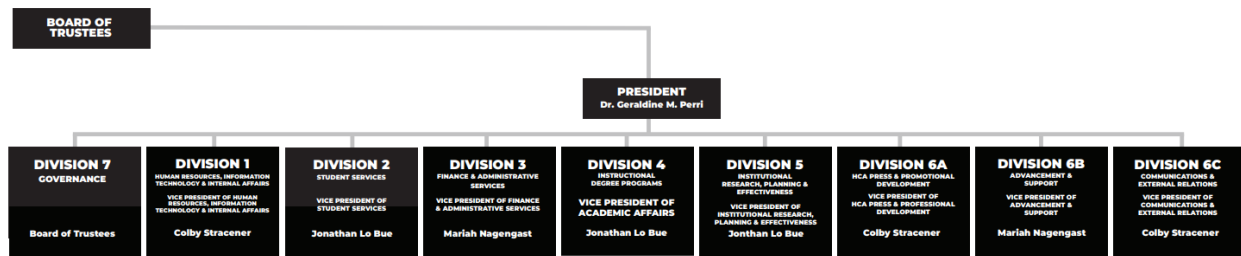 BOARD OF
TRUSTEES
PRESIDENT
Dr. Geraldine M. Perri
DIVISION 7
GOVERNANCE
Board of Trustees
DIVISION 1
HUMAN RESOURCES, INFORMATION
TECHNOLOGY & INTERNAL AFFAIRS
VICE PRESIDENT OF HUMAN
RESOURCES, INFORMATION
TECHNOLOGY & INTERNAL AFFAIRS
Colby Stracener
DIVISION 2
STUDENT SERVICES
VICE PRESIDENT OF
STUDENT SERVICES
Jonathan Lo Bue
DIVISION 3
FINANCE & ADMINISTRATIVE
SERVICES
VICE PRESIDENT OF FINANCE
& ADMINISTRATIVE SERVICES
Mariah Nagengast
DIVISION 4
INSTRUCTIONAL
DEGREE PROGRAMS
VICE PRESIDENT OF
ACADEMIC AFFAIRS
Jonathan Lo Bue
DIVISION 5
INSTITUTIONAL
RESEARCH, PLANNING &
EFFECTIVENESS
VICE PRESIDENT OF
INSTITUTIONAL RESEARCH,
PLANNING & EFFECTIVENESS
Jonthan Lo Bue
DIVISION 6A
HCA PRESS & PROMOTIONAL
DEVELOPMENT
VICE PRESIDENT OF
HCA PRESS & PROFESSIONAL
DEVELOPMENT
Colby Stracener
DIVISION 6B
ADVANCEMENT &
SUPPORT
VICE PRESIDENT OF
ADVANCEMENT &
SUPPORT
Mariah Nagengast
DIVISION 6C
COMMUNICATIONS &
EXTERNAL RELATIONS
VICE PRESIDENT OF
COMMUNICATIONS &
EXTERNAL RELATIONS
Colby Stracener